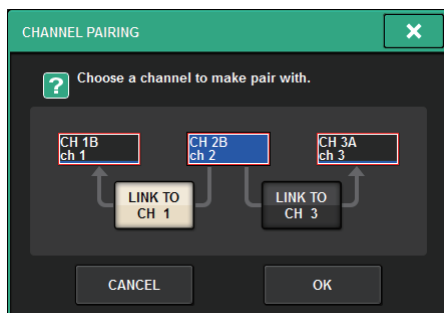 CHANNEL PAIRING
Choose a channel to make pair with.
CH 1B
ch 1
CH 2B
ch 2
CH 3A
ch 3
LINK TO
CH 1
LINK TO
CH 3
CANCEL
OK